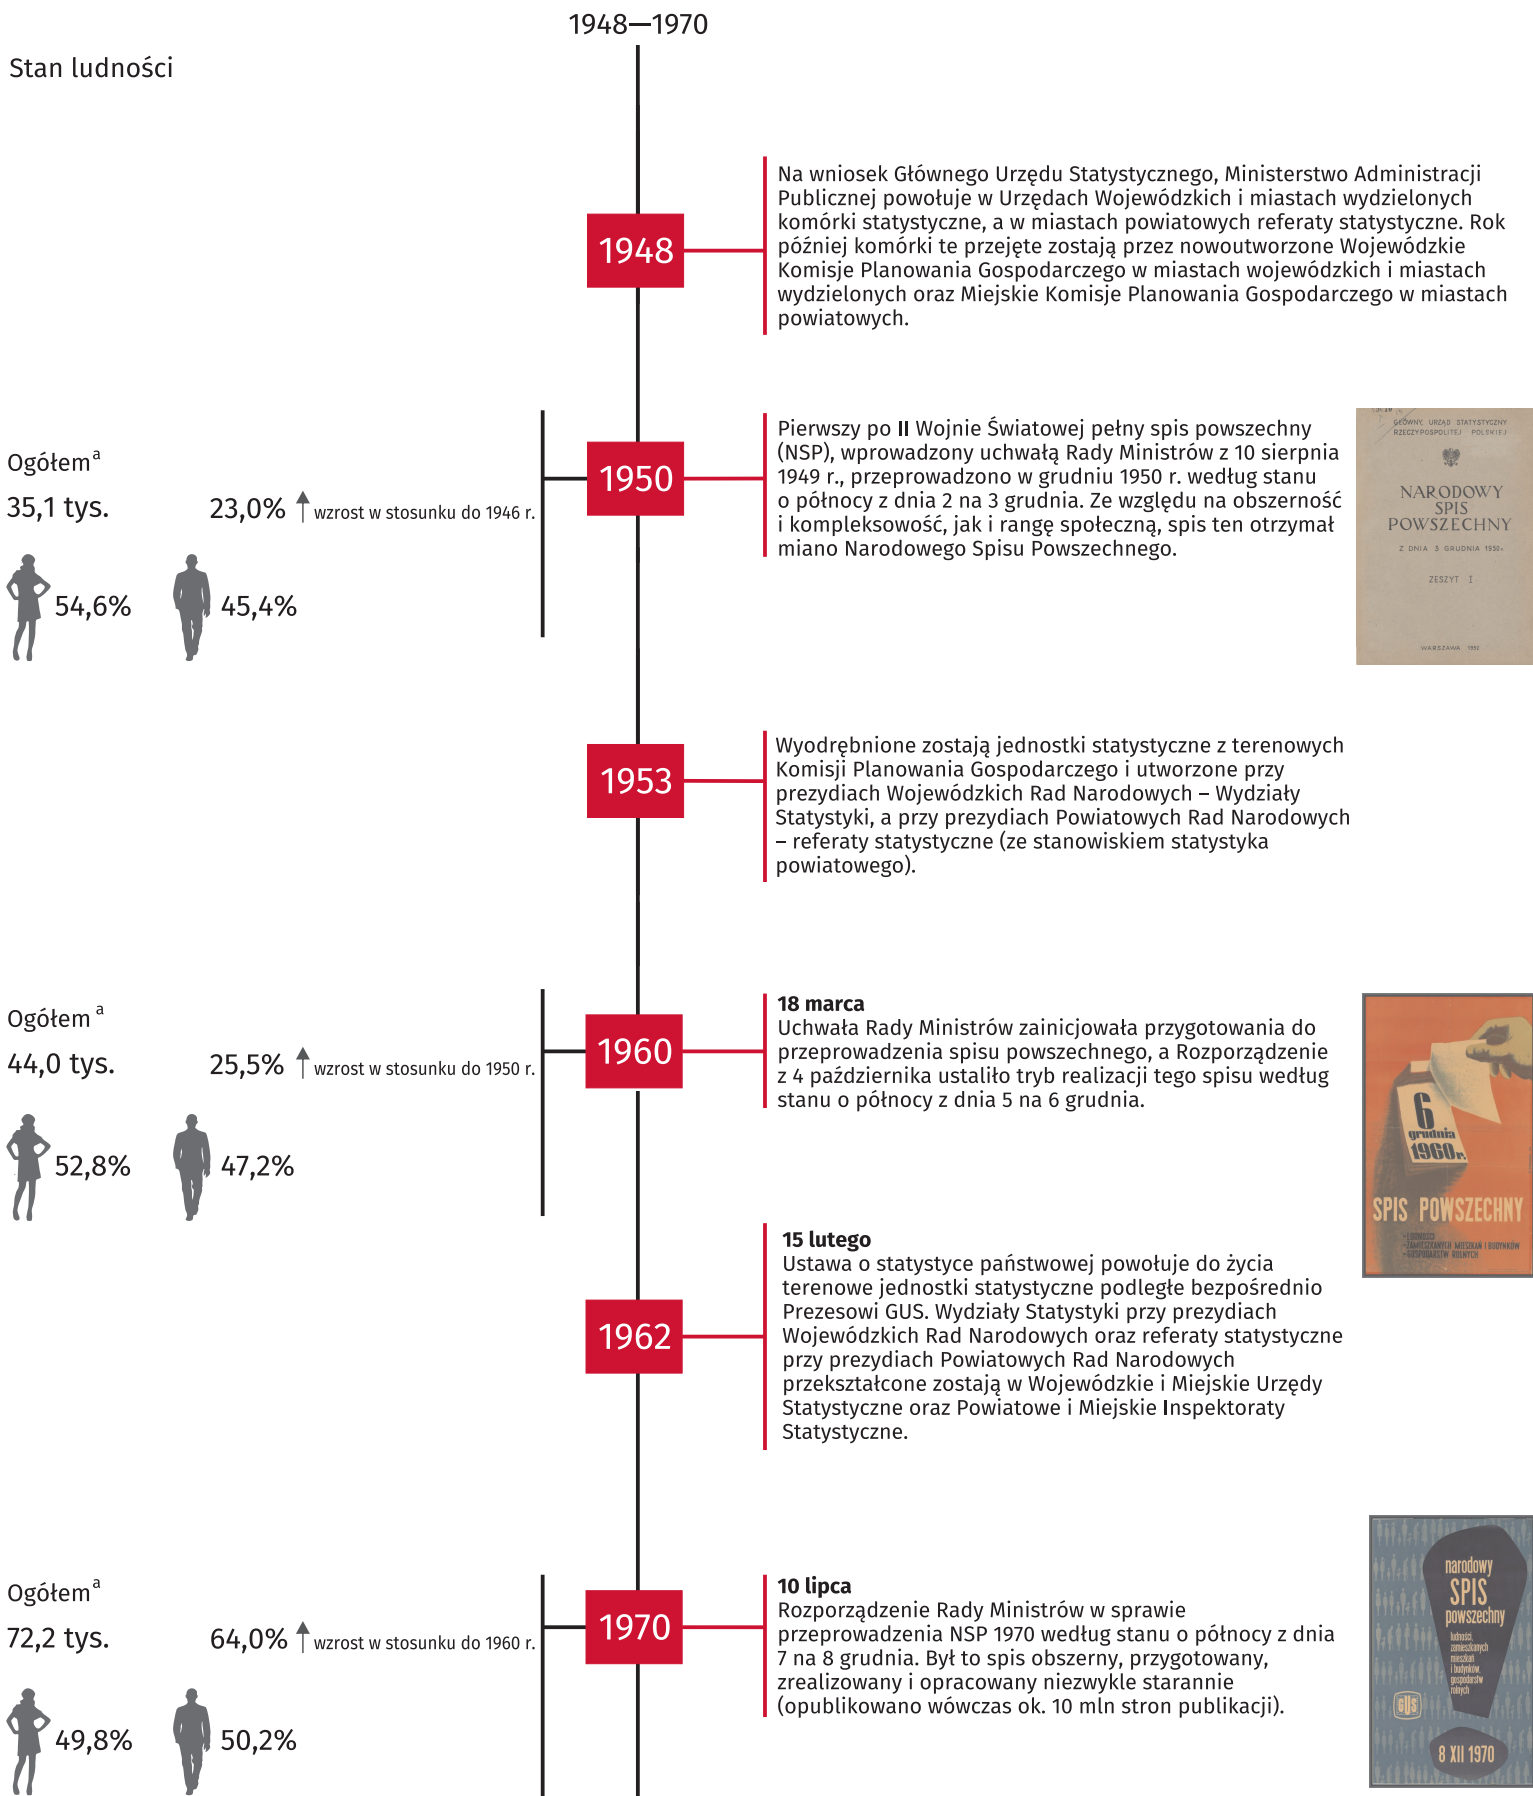 1948—1970
Stan ludności
1948
Na wniosek Głównego Urzędu Statystycznego, Ministerstwo Administracji
Publicznej powołuje w Urzędach Wojewódzkich i miastach wydzielonych
komórki statystyczne, a w miastach powiatowych referaty statystyczne. Rok
później komórki te przejęte zostają przez nowoutworzone Wojewódzkie
Komisje Planowania Gospodarczego w miastach wojewódzkich i miastach
wydzielonych oraz Miejskie Komisje Planowania Gospodarczego w miastach
powiatowych.
Ogółem a
35,1 tys.
23,0% wzrost w stosunku do 1946 r.
54,6%
45,4%
1950
Pierwszy po II Wojnie Światowej pełny spis powszechny
(NSP), wprowadzony uchwałą Rady Ministrów z 10 sierpnia
1949 r., przeprowadzono w grudniu 1950 r. według stanu
o północy z dnia 2 na 3 grudnia. Ze względu na obszerność
i kompleksowość, jak i rangę społeczną, spis ten otrzymał
miano Narodowego Spisu Powszechnego.
GŁÓWNY URZĄD STATYSTYCZNY
RZECZYPOSPOLITEJ POLSKIEJ
NARODOWY
SPIS
POWSZECHNY
Z DNIA 3 GRUDNIA 1950 r.
ZESZYT I
WARSZAWA 1952
1953
Wyodrębnione zostają jednostki statystyczne z terenowych
Komisji Planowania Gospodarczego i utworzone przy
prezydiach Wojewódzkich Rad Narodowych – Wydziały
Statystyki, a przy prezydiach Powiatowych Rad Narodowych
– referaty statystyczne (ze stanowiskiem statystyka
powiatowego).
Ogółem a
44,0 tys.
25,5% wzrost w stosunku do 1950 r.
52,8%
47,2%
1960
18 marca
Uchwała Rady Ministrów zainicjowała przygotowania do
przeprowadzenia spisu powszechnego, a Rozporządzenie
z 4 października ustaliło tryb realizacji tego spisu według
stanu o północy z dnia 5 na 6 grudnia.
6
grudnia
1960 r.
SPIS POWSZECHNY
- LUDNOŚCI
- ZAMIESZKANYCH MIESZKAŃ I BUDYNKÓW
- GOSPODARSTW ROLNYCH
1962
15 lutego
Ustawa o statystyce państwowej powołuje do życia
terenowe jednostki statystyczne podległe bezpośrednio
Prezesowi GUS. Wydziały Statystyki przy prezydiach
Wojewódzkich Rad Narodowych oraz referaty statystyczne
przy prezydiach Powiatowych Rad Narodowych
przekształcone zostają w Wojewódzkie i Miejskie Urzędy
Statystyczne oraz Powiatowe i Miejskie Inspektoraty
Statystyczne.
Ogółem a
72,2 tys.
64,0% wzrost w stosunku do 1960 r.
49,8%
50,2%
1970
10 lipca
Rozporządzenie Rady Ministrów w sprawie
przeprowadzenia NSP 1970 według stanu o północy z dnia
7 na 8 grudnia. Był to spis obszerny, przygotowany,
zrealizowany i opracowany niezwykle starannie
(opublikowano wówczas ok. 10 mln stron publikacji).
narodowy
SPIS
powszechny
ludności,
zamieszkanych
mieszkań
i budynków,
gospodarstw
rolnych
GUS
8 XII 1970